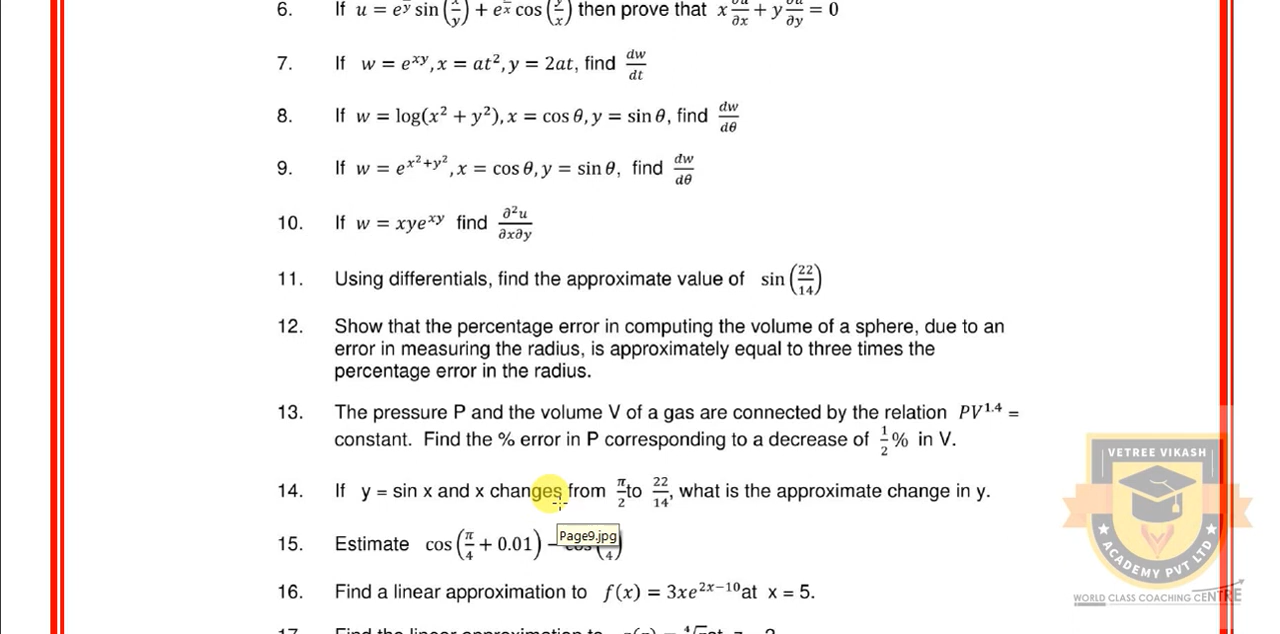 6. If u = e^{x/y} sin(x/y) + e^{y/x} cos(y/x) then prove that x ∂u/∂x + y ∂u/∂y = 0
7. If w = e^{xy}, x = at², y = 2at, find dw/dt
8. If w = log(x² + y²), x = cos θ, y = sin θ, find dw/dθ
9. If w = e^{x²+y²}, x = cos θ, y = sin θ, find dw/dθ
10. If w = xye^{xy} find ∂²u/∂x∂y
11. Using differentials, find the approximate value of sin(22/14)
12. Show that the percentage error in computing the volume of a sphere, due to an
error in measuring the radius, is approximately equal to three times the
percentage error in the radius.
13. The pressure P and the volume V of a gas are connected by the relation PV^{1.4} =
constant. Find the % error in P corresponding to a decrease of 1/2% in V.
14. If y = sin x and x changes from π/2 to 22/14, what is the approximate change in y.
Page9.jpg
15. Estimate cos(π/4 + 0.01) −
16. Find a linear approximation to f(x) = 3xe^{2x−10} at x = 5.
VETREE VIKASH
ACADEMY PVT LTD
WORLD CLASS COACHING CENTRE